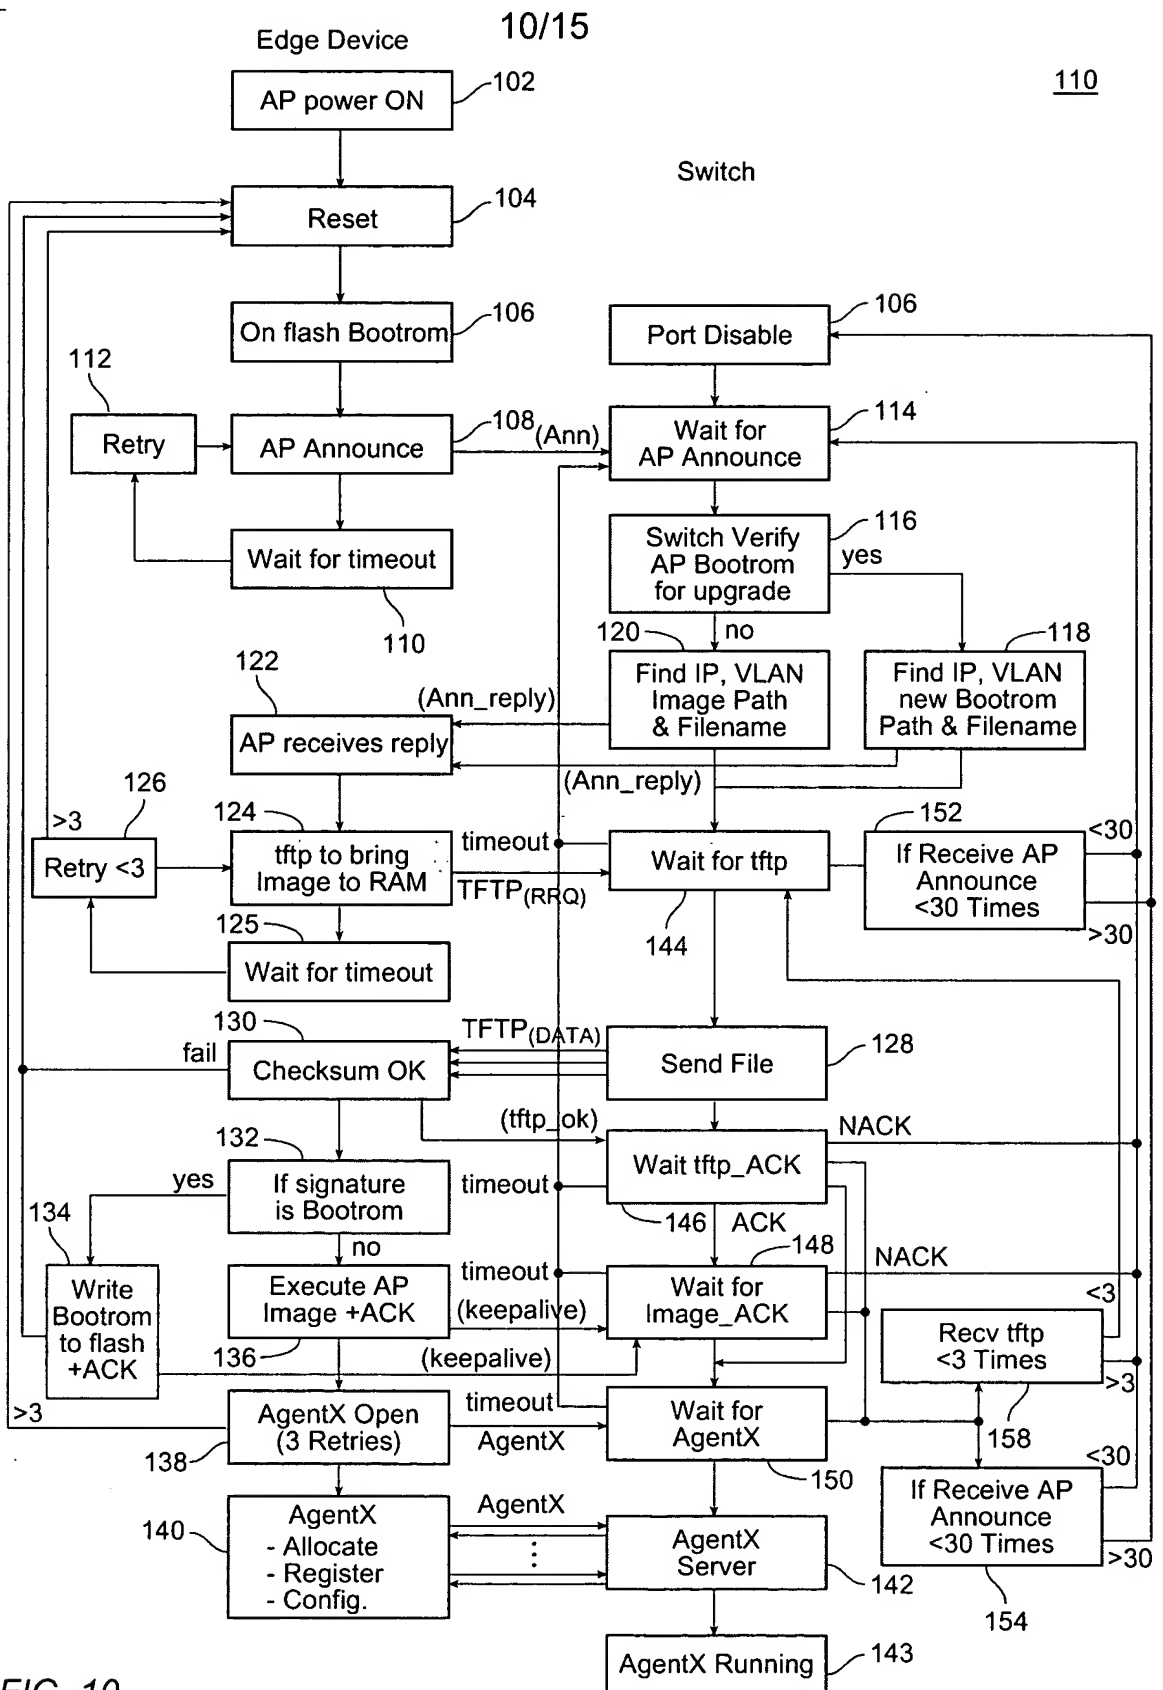 10/15
Edge Device
110
AP power ON
102
Switch
Reset
104
On flash Bootrom
106
Port Disable
106
112
Retry
AP Announce
108
(Ann)
Wait for
AP Announce
114
Wait for timeout
110
Switch Verify
AP Bootrom
for upgrade
116
yes
no
120
Find IP, VLAN
Image Path
& Filename
118
Find IP, VLAN
new Bootrom
Path & Filename
122
(Ann_reply)
AP receives reply
(Ann_reply)
126
>3
Retry <3
124
tftp to bring
Image to RAM
timeout
TFTP(RRQ)
Wait for tftp
144
152
If Receive AP
Announce
<30 Times
<30
>30
125
Wait for timeout
130
fail
Checksum OK
TFTP(DATA)
Send File
128
(tftp_ok)
Wait tftp_ACK
NACK
132
yes
If signature
is Bootrom
timeout
146
ACK
134
no
148
NACK
Write
Bootrom
to flash
+ACK
Execute AP
Image +ACK
136
timeout
(keepalive)
Wait for
Image_ACK
(keepalive)
<3
Recv tftp
<3 Times
>3
158
>3
AgentX Open
(3 Retries)
138
timeout
AgentX
Wait for
AgentX
150
<30
If Receive AP
Announce
<30 Times
>30
154
140
AgentX
- Allocate
- Register
- Config.
AgentX
AgentX
Server
142
AgentX Running
143
FIG. 10